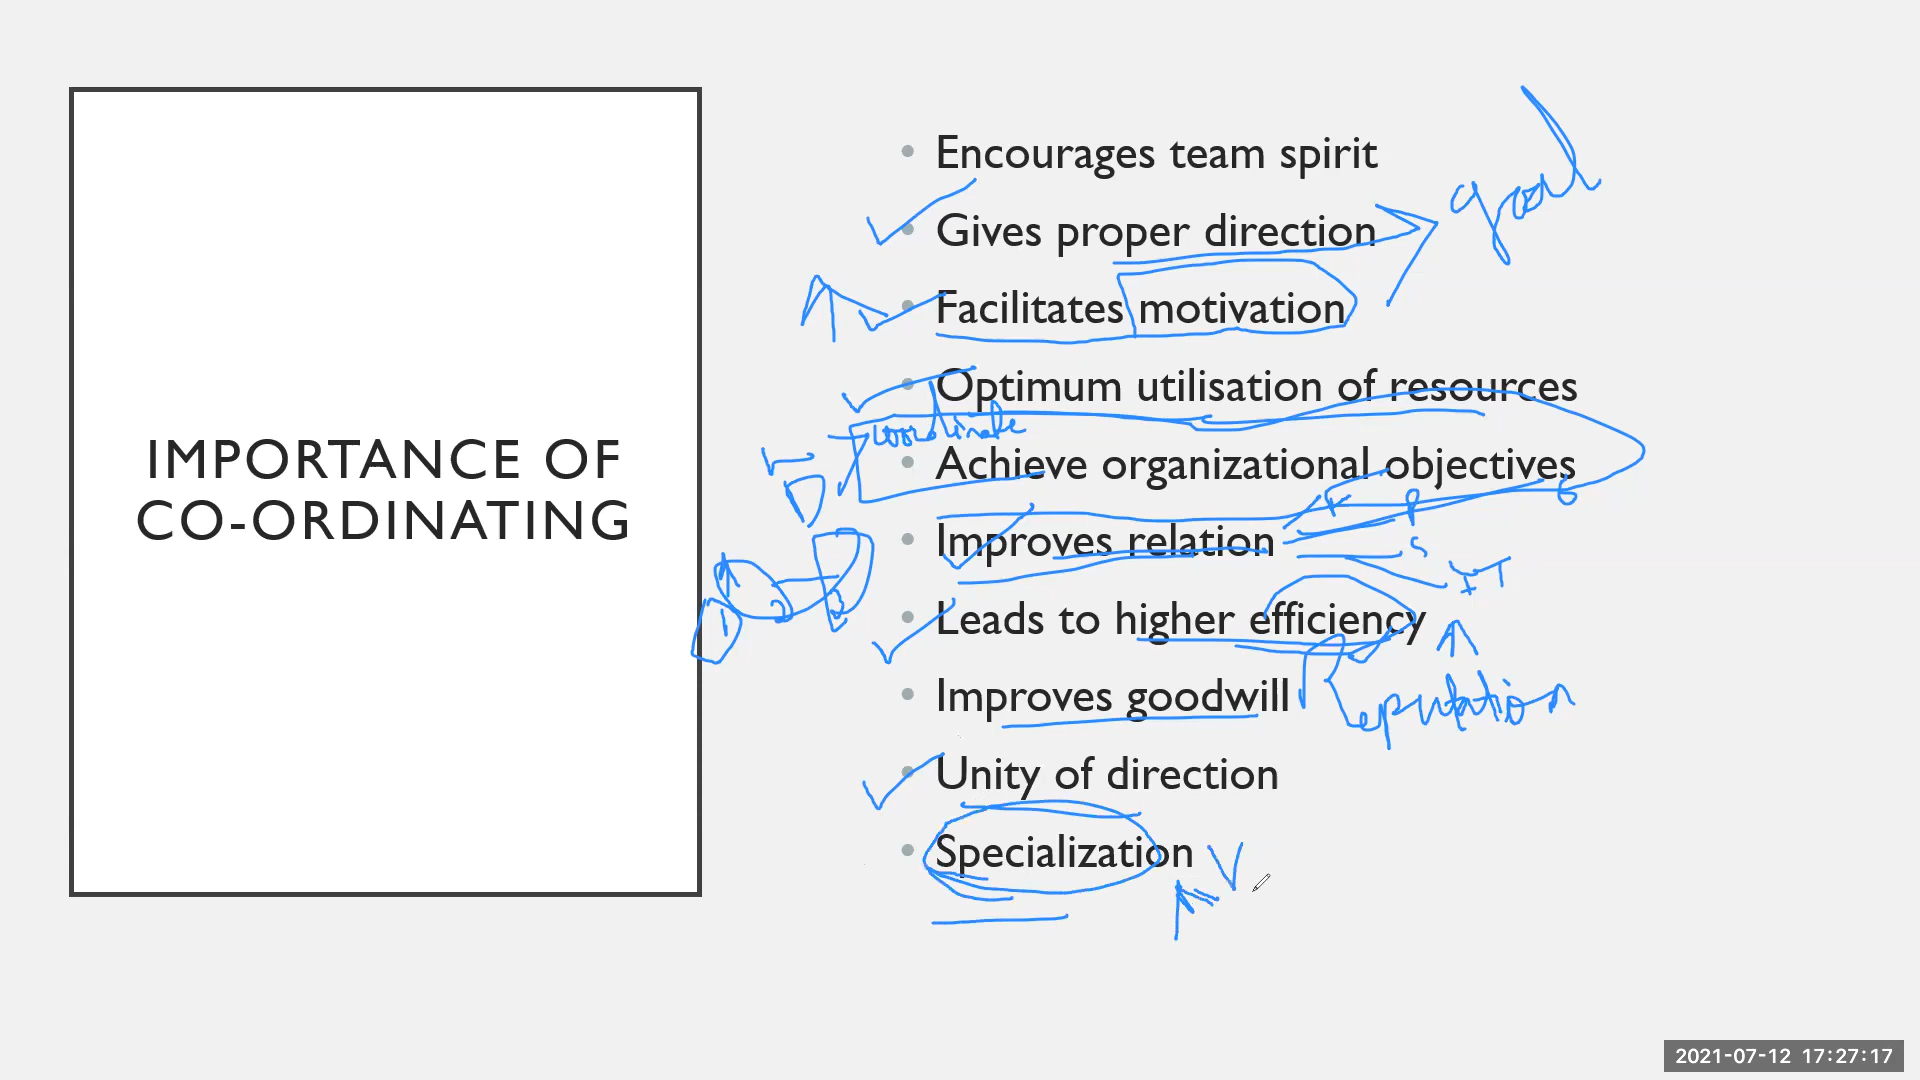 IMPORTANCE OF
CO-ORDINATING
Encourages team spirit
Gives proper direction
goal
Facilitates motivation
Optimum utilisation of resources
coordinate
Achieve organizational objectives
Improves relation
IT
Leads to higher efficiency
Improves goodwill
Reputation
Unity of direction
Specialization
2021-07-12 17:27:17